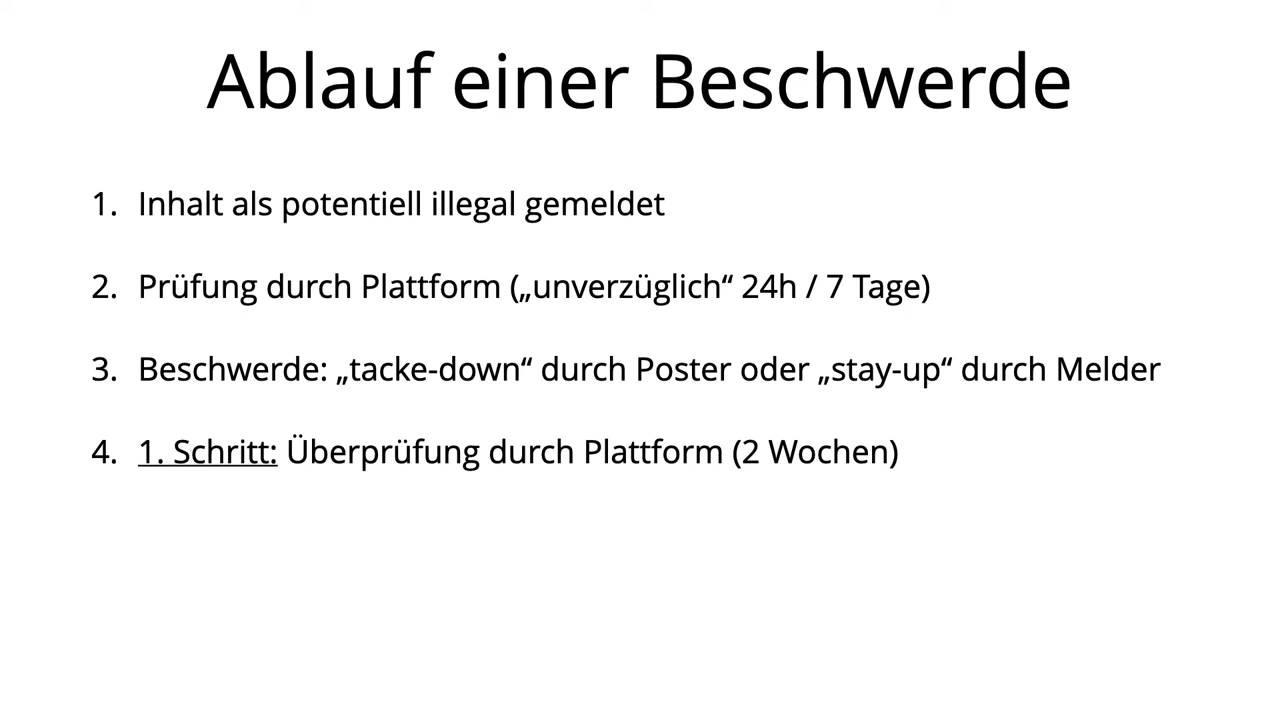 Ablauf einer Beschwerde
1. Inhalt als potentiell illegal gemeldet
2. Prüfung durch Plattform („unverzüglich“ 24h / 7 Tage)
3. Beschwerde: „tacke-down“ durch Poster oder „stay-up“ durch Melder
4. 1. Schritt: Überprüfung durch Plattform (2 Wochen)